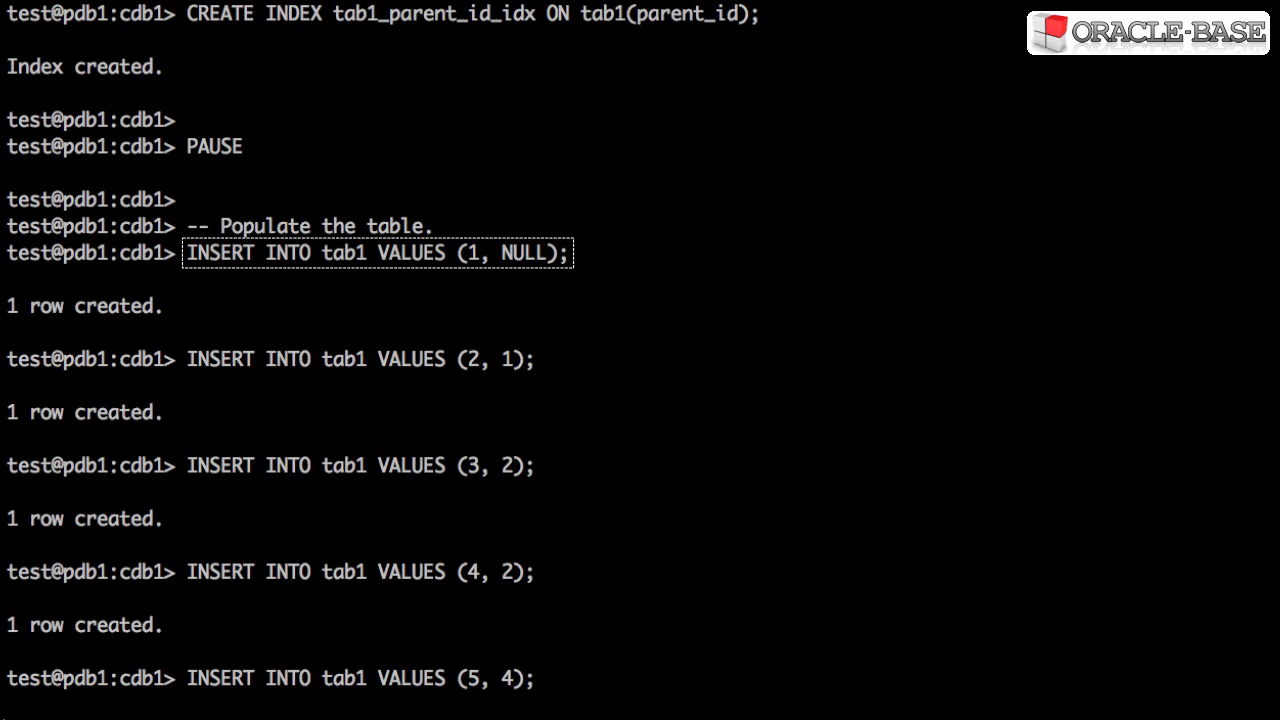 test@pdb1:cdb1> CREATE INDEX tab1_parent_id_idx ON tab1(parent_id);
ORACLE-BASE
Index created.
test@pdb1:cdb1>
test@pdb1:cdb1> PAUSE
test@pdb1:cdb1>
test@pdb1:cdb1> -- Populate the table.
test@pdb1:cdb1> INSERT INTO tab1 VALUES (1, NULL);
1 row created.
test@pdb1:cdb1> INSERT INTO tab1 VALUES (2, 1);
1 row created.
test@pdb1:cdb1> INSERT INTO tab1 VALUES (3, 2);
1 row created.
test@pdb1:cdb1> INSERT INTO tab1 VALUES (4, 2);
1 row created.
test@pdb1:cdb1> INSERT INTO tab1 VALUES (5, 4);